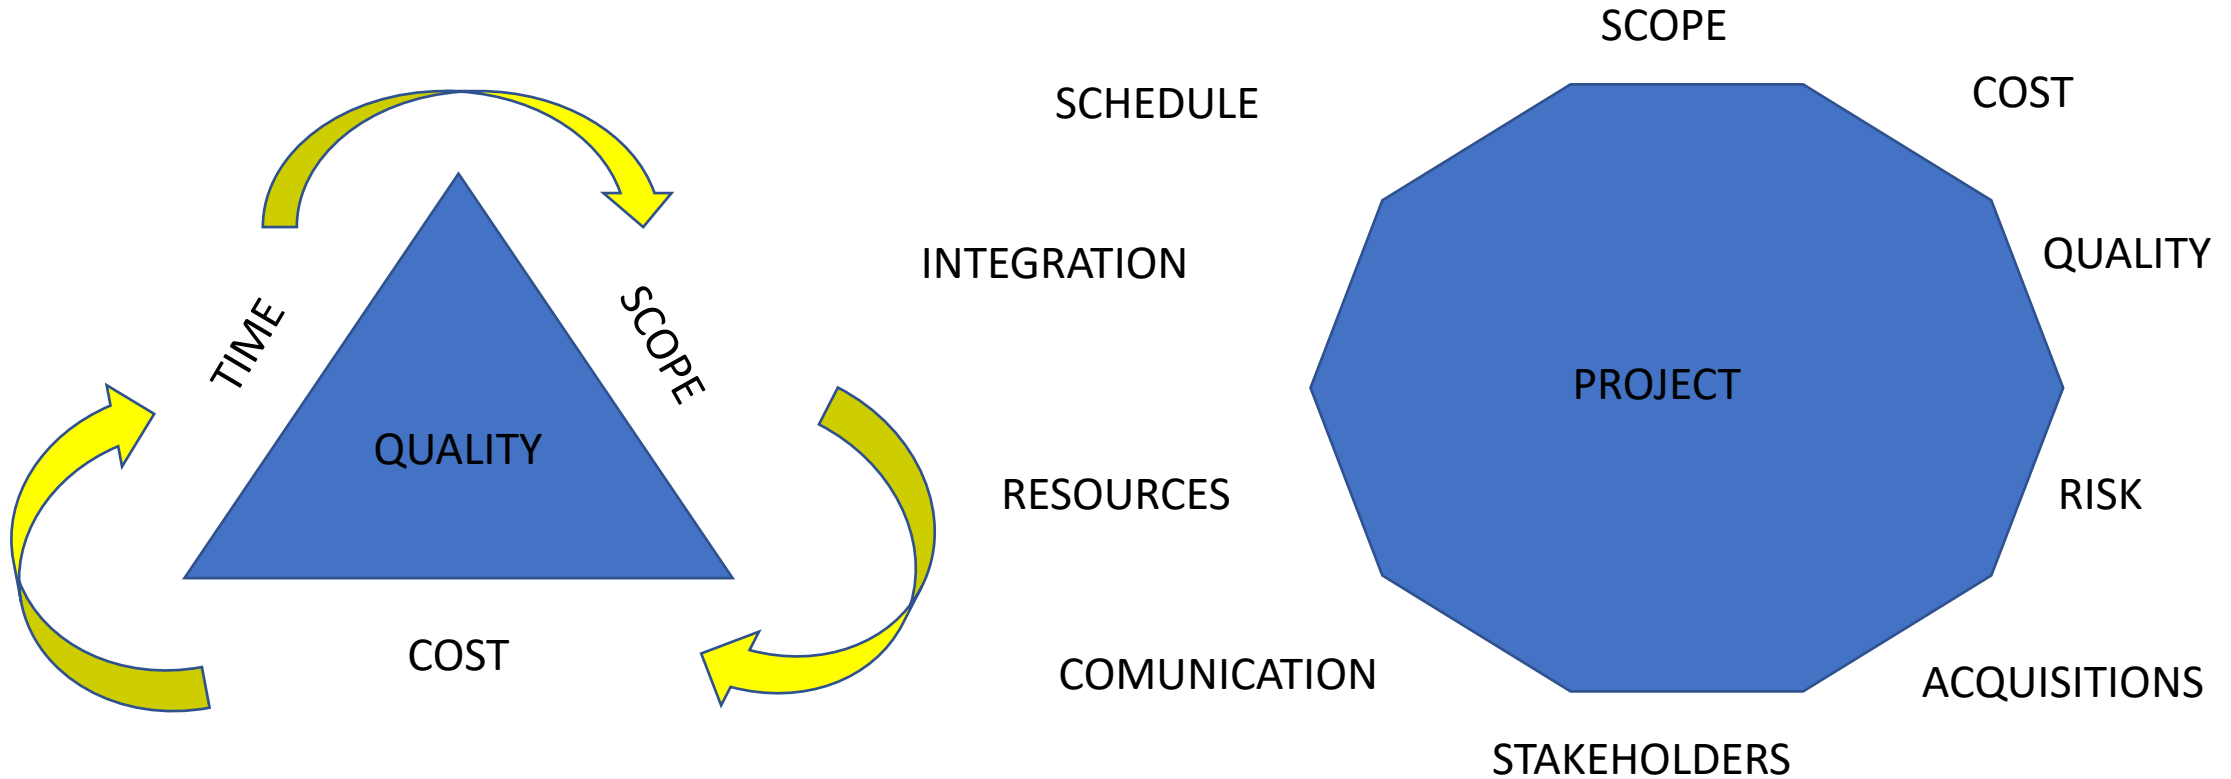 TIME
SCOPE
QUALITY
COST
SCOPE
SCHEDULE
COST
INTEGRATION
QUALITY
PROJECT
RESOURCES
RISK
COMUNICATION
ACQUISITIONS
STAKEHOLDERS